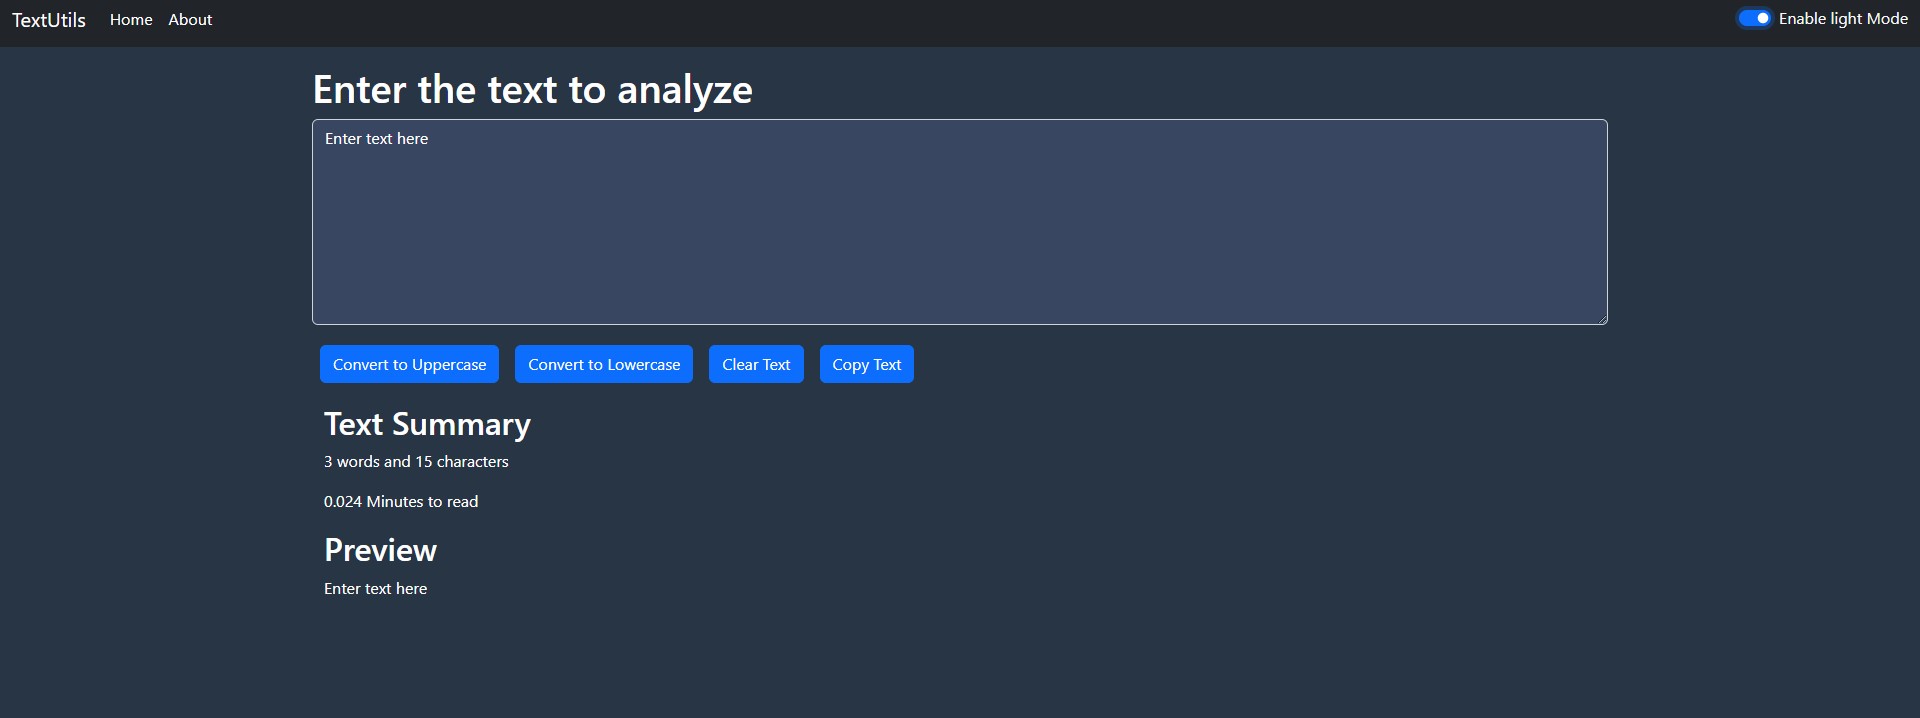 TextUtils Home About Enable light Mode
Enter the text to analyze
Enter text here
Convert to Uppercase Convert to Lowercase Clear Text Copy Text
Text Summary
3 words and 15 characters
0.024 Minutes to read
Preview
Enter text here